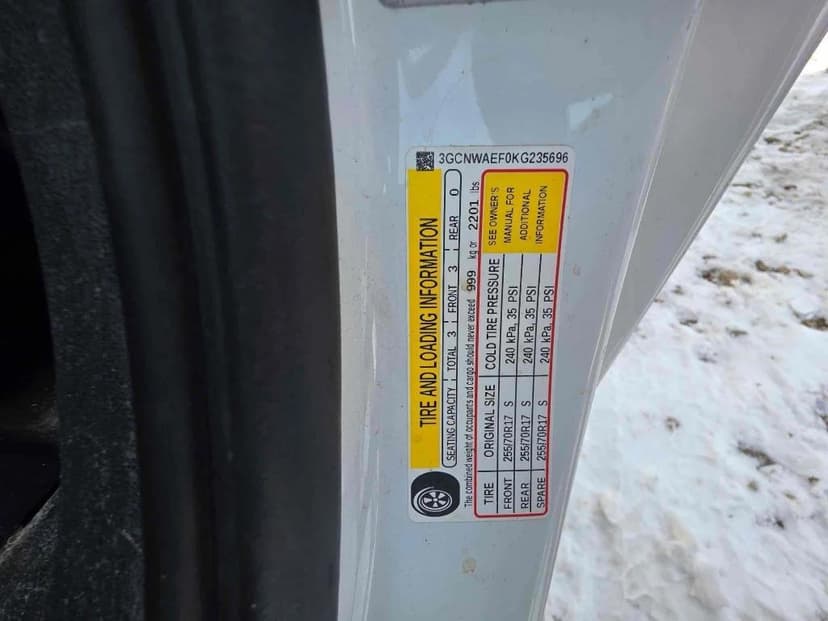 3GCNWAEF0KG235696
TIRE AND LOADING INFORMATION
SEATING CAPACITY TOTAL 3 FRONT 3 REAR 0
The combined weight of occupants and cargo should never exceed 999 kg or 2201 lbs
TIRE ORIGINAL SIZE COLD TIRE PRESSURE SEE OWNER'S
FRONT 255/70R17 S 240 kPa, 35 PSI MANUAL FOR
REAR 255/70R17 S 240 kPa, 35 PSI ADDITIONAL
SPARE 255/70R17 S 240 kPa, 35 PSI INFORMATION